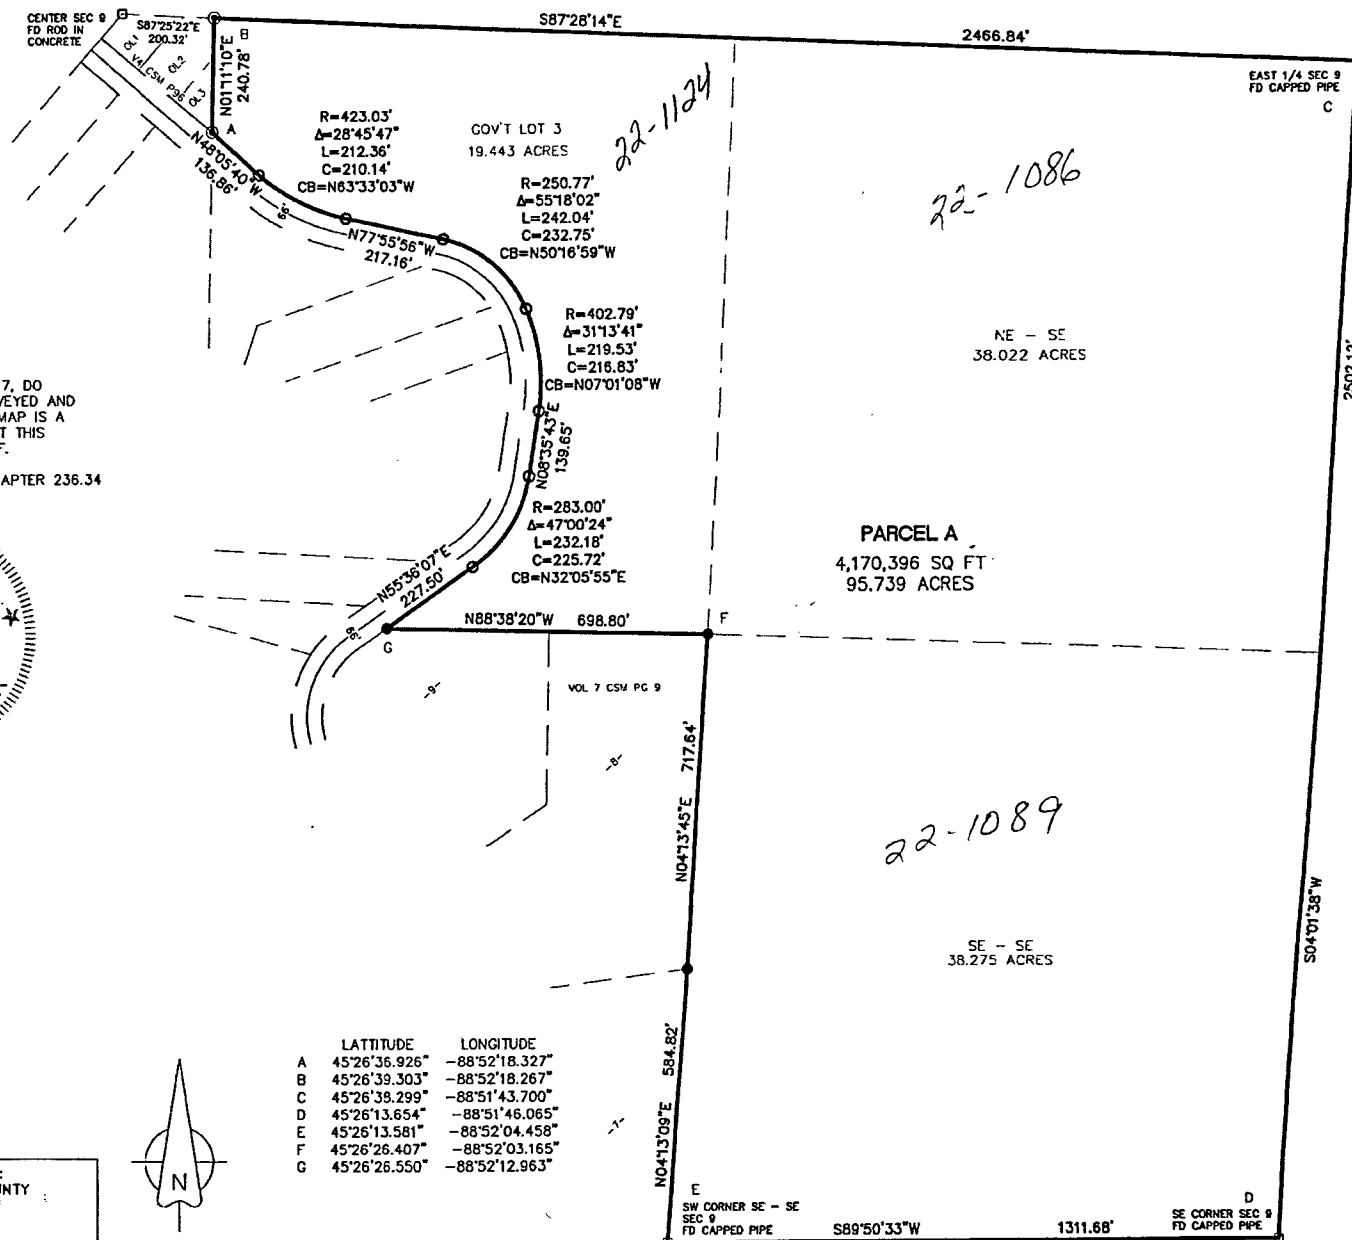 CENTER SEC 9
FD ROD IN
CONCRETE
S87°25'22"E
200.32'
OL1
OL2
OL3
V4 CSM P96
B
N01°11'10"E
240.78'
A
S87°28'14"E
2466.84'
EAST 1/4 SEC 9
FD CAPPED PIPE
C
N48°05'40"W
136.86'
66'
R=423.03'
Δ=28°45'47"
L=212.36'
C=210.14'
CB=N63°33'03"W
GOV'T LOT 3
19.443 ACRES
22-1124
22-1086
N77°55'56"W
217.16'
R=250.77'
Δ=55°18'02"
L=242.04'
C=232.75'
CB=N50°16'59"W
R=402.79'
Δ=31°13'41"
L=219.53'
C=216.83'
CB=N07°01'08"W
NE - SE
38.022 ACRES
2502.12'
7, DO
VEYED AND
MAP IS A
T THIS
F.
APTER 236.34
N08°35'43"E
139.65'
R=283.00'
Δ=47°00'24"
L=232.18'
C=225.72'
CB=N32°05'55"E
PARCEL A
4,170,396 SQ FT
95.739 ACRES
N55°36'07"E
227.50'
66'
N88°38'20"W 698.80'
F
G
-9-
VOL 7 CSM PG 9
-8-
N04°13'45"E 717.64'
22-1089
S04°01'38"W
SE - SE
38.275 ACRES
N04°13'09"E 584.82'
-7-
LATTITUDE LONGITUDE
A 45°26'36.926" -88°52'18.327"
B 45°26'39.303" -88°52'18.267"
C 45°26'38.299" -88°51'43.700"
D 45°26'13.654" -88°51'46.065"
E 45°26'13.581" -88°52'04.458"
F 45°26'26.407" -88°52'03.165"
G 45°26'26.550" -88°52'12.963"
N
NTY
E
SW CORNER SE - SE
SEC 9
FD CAPPED PIPE
S89°50'33"W
1311.68'
D
SE CORNER SEC 9
FD CAPPED PIPE